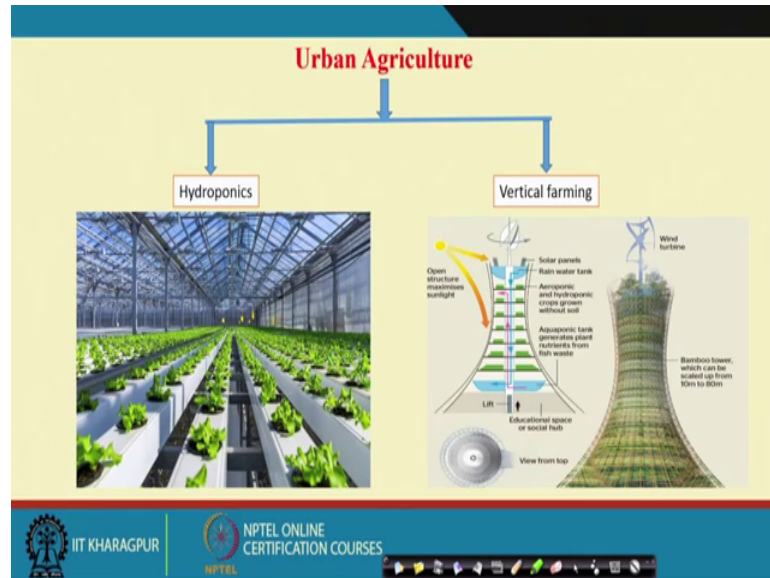 Urban Agriculture
Hydroponics
Vertical farming
Open
structure
maximises
sunlight
Solar panels
Rain water tank
Aeroponic
and hydroponic
crops grown
without soil
Aquaponic tank
generates plant
nutrients from
fish waste
Lift
Educational space
or social hub
View from top
Wind
turbine
Bamboo tower,
which can be
scaled up from
10m to 80m
IIT KHARAGPUR
NPTEL
NPTEL ONLINE
CERTIFICATION COURSES